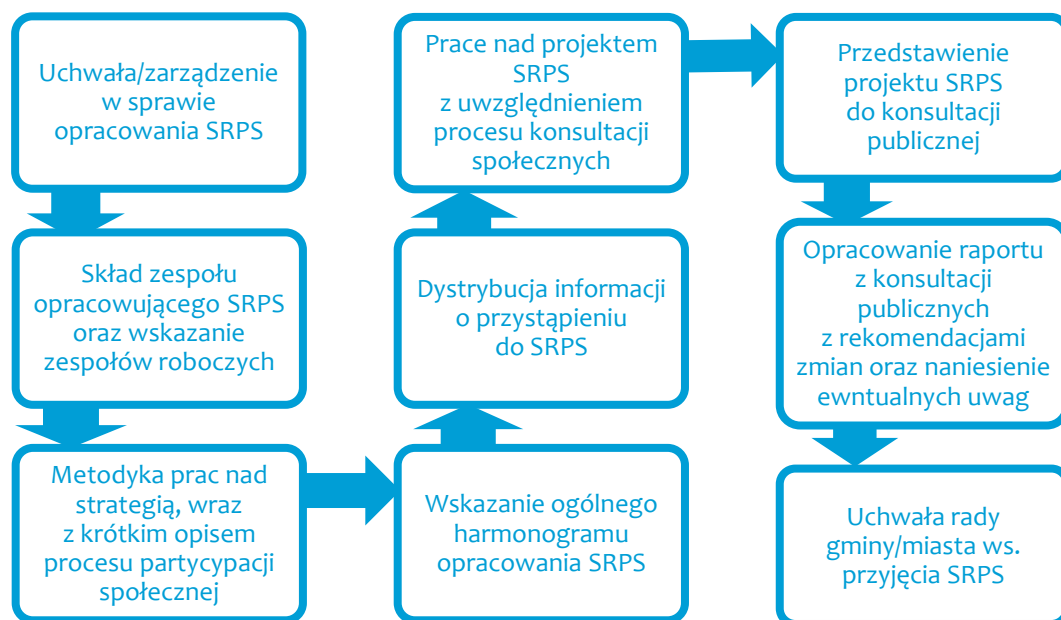 Uchwała/zarządzenie
w sprawie
opracowania SRPS
Skład zespołu
opracowującego SRPS
oraz wskazanie
zespołów roboczych
Metodyka prac nad
strategią, wraz
z krótkim opisem
procesu partycypacji
społecznej
Wskazanie ogólnego
harmonogramu
opracowania SRPS
Dystrybucja informacji
o przystąpieniu
do SRPS
Prace nad projektem
SRPS
z uwzględnieniem
procesu konsultacji
społecznych
Przedstawienie
projektu SRPS
do konsultacji
publicznej
Opracowanie raportu
z konsultacji
publicznych
z rekomendacjami
zmian oraz naniesienie
ewntualnych uwag
Uchwała rady
gminy/miasta ws.
przyjęcia SRPS